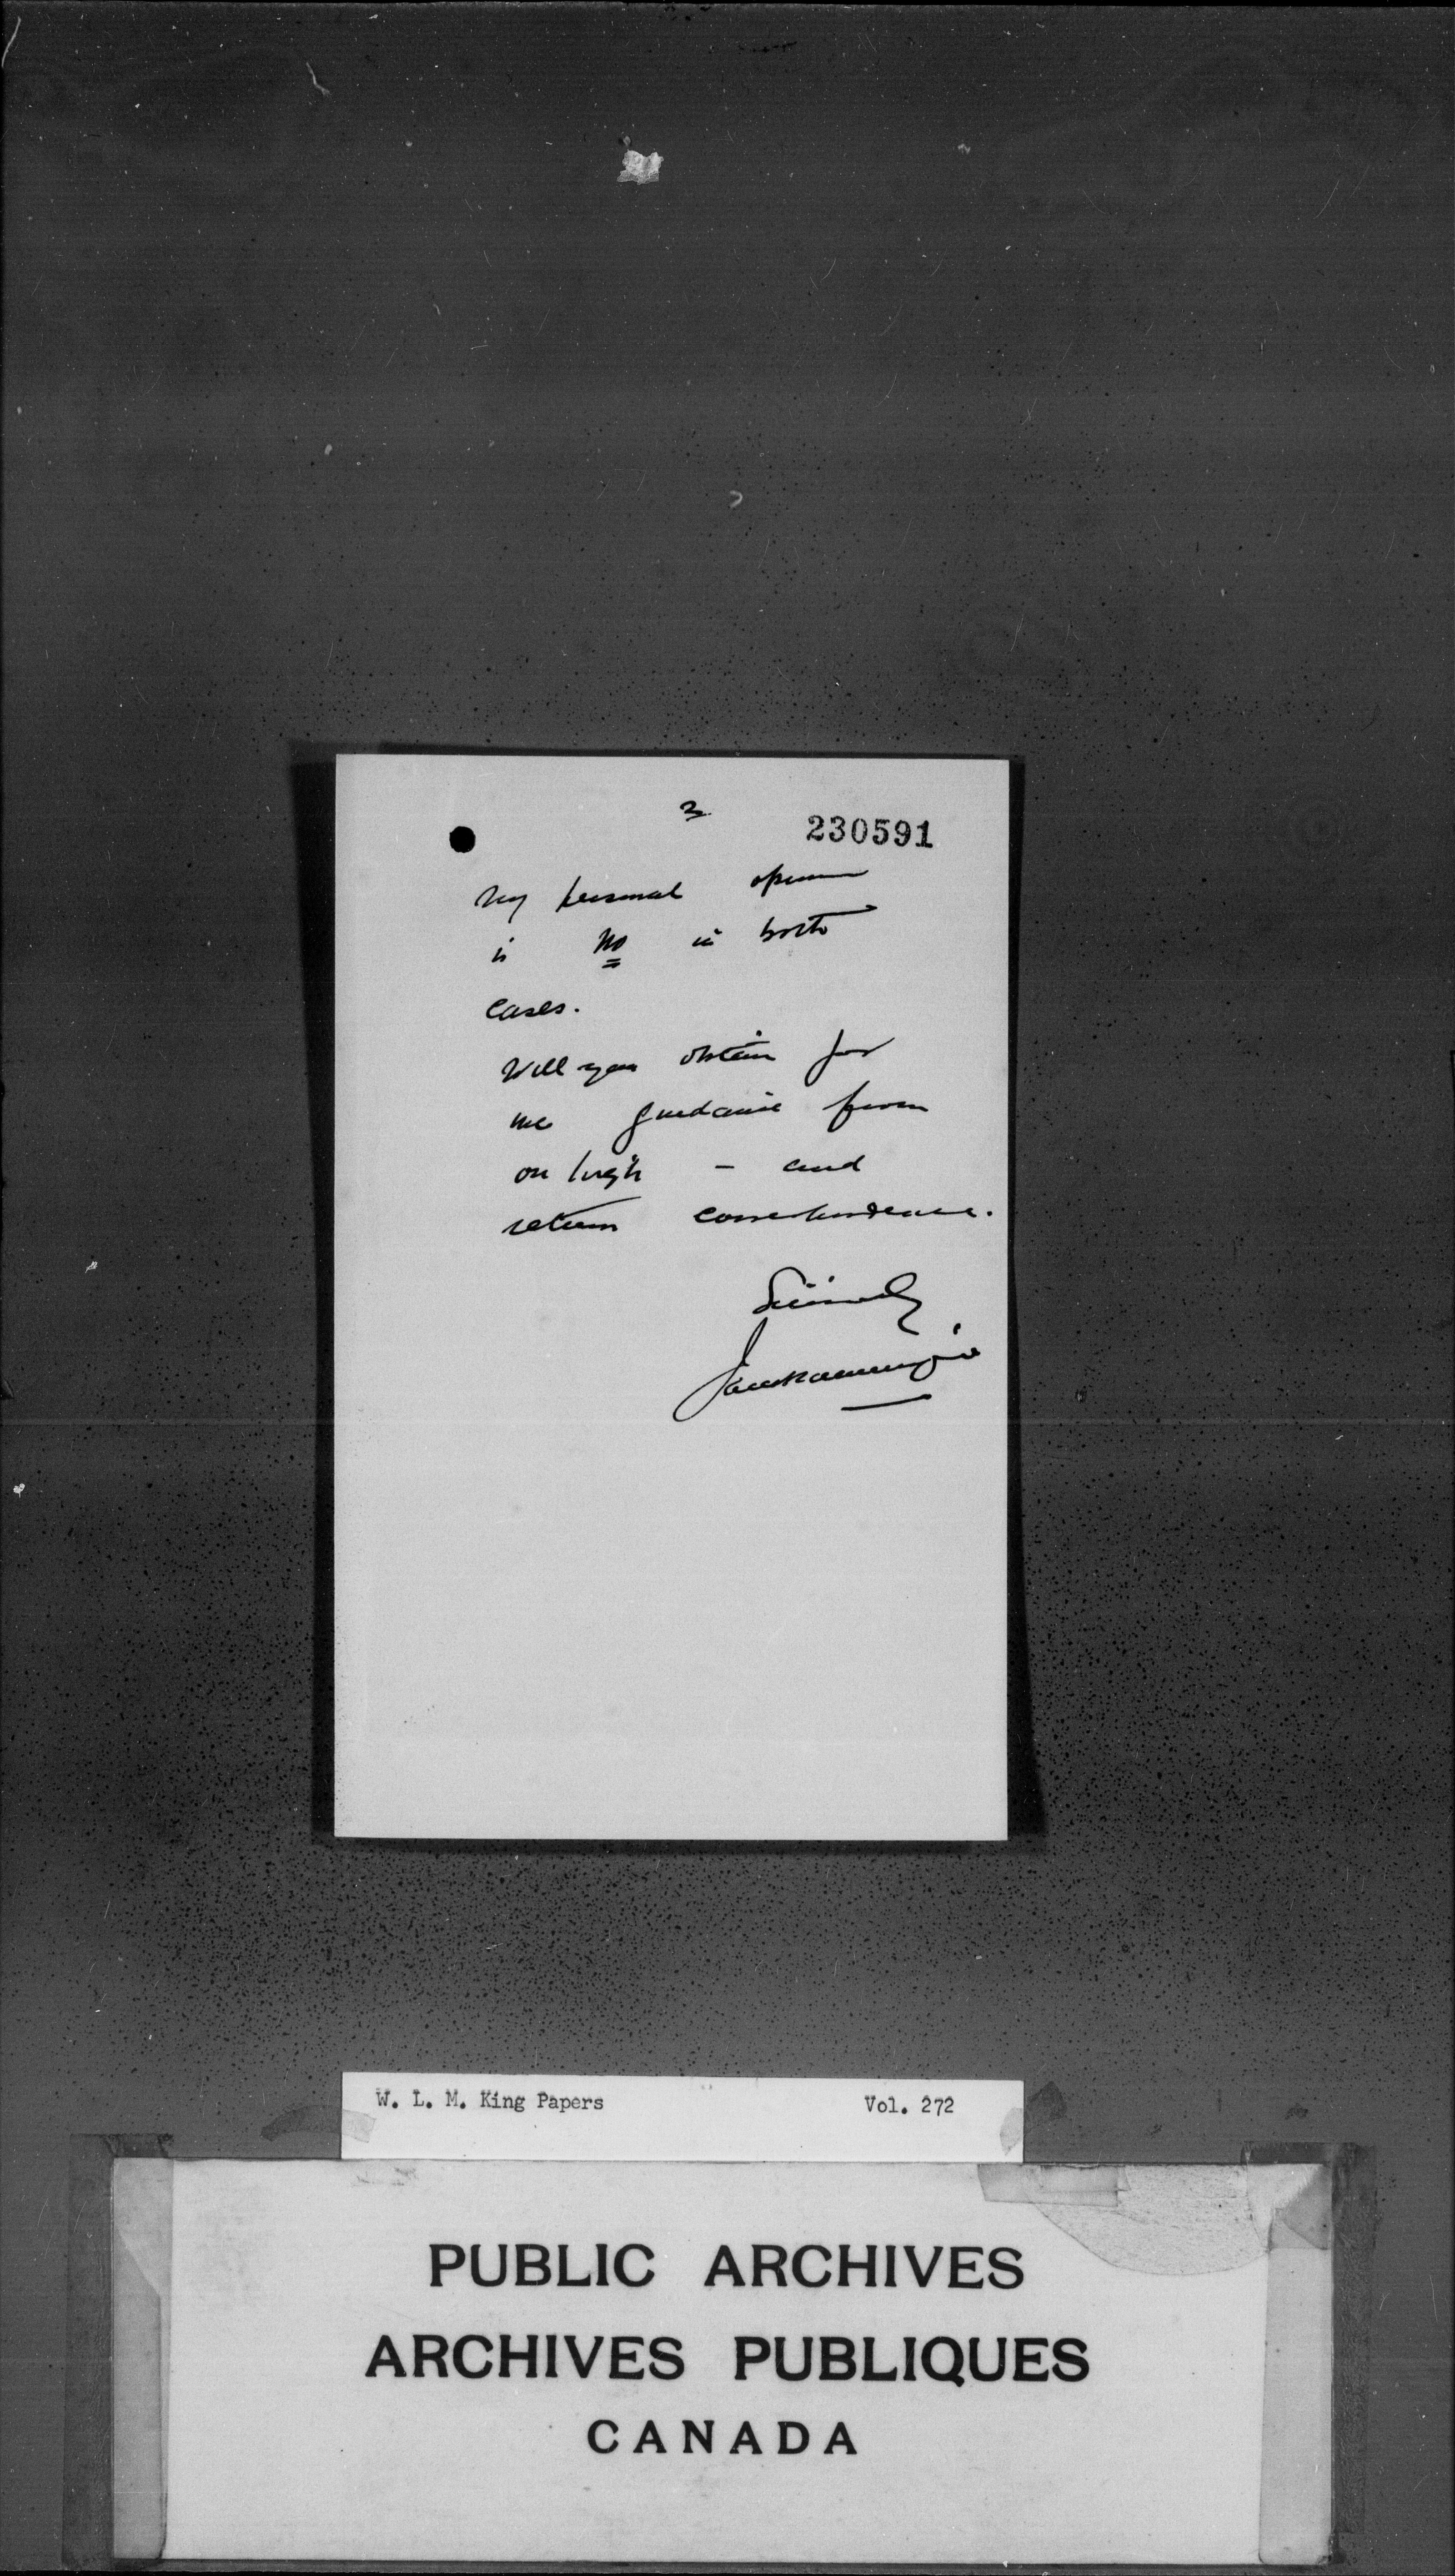 3.
230591
My personal opinion
is no in both
cases.
Will you obtain for
me guidance from
on high - and
return correspondence.
Sincerely
W. L. M. King Papers Vol. 272
PUBLIC ARCHIVES
ARCHIVES PUBLIQUES
CANADA